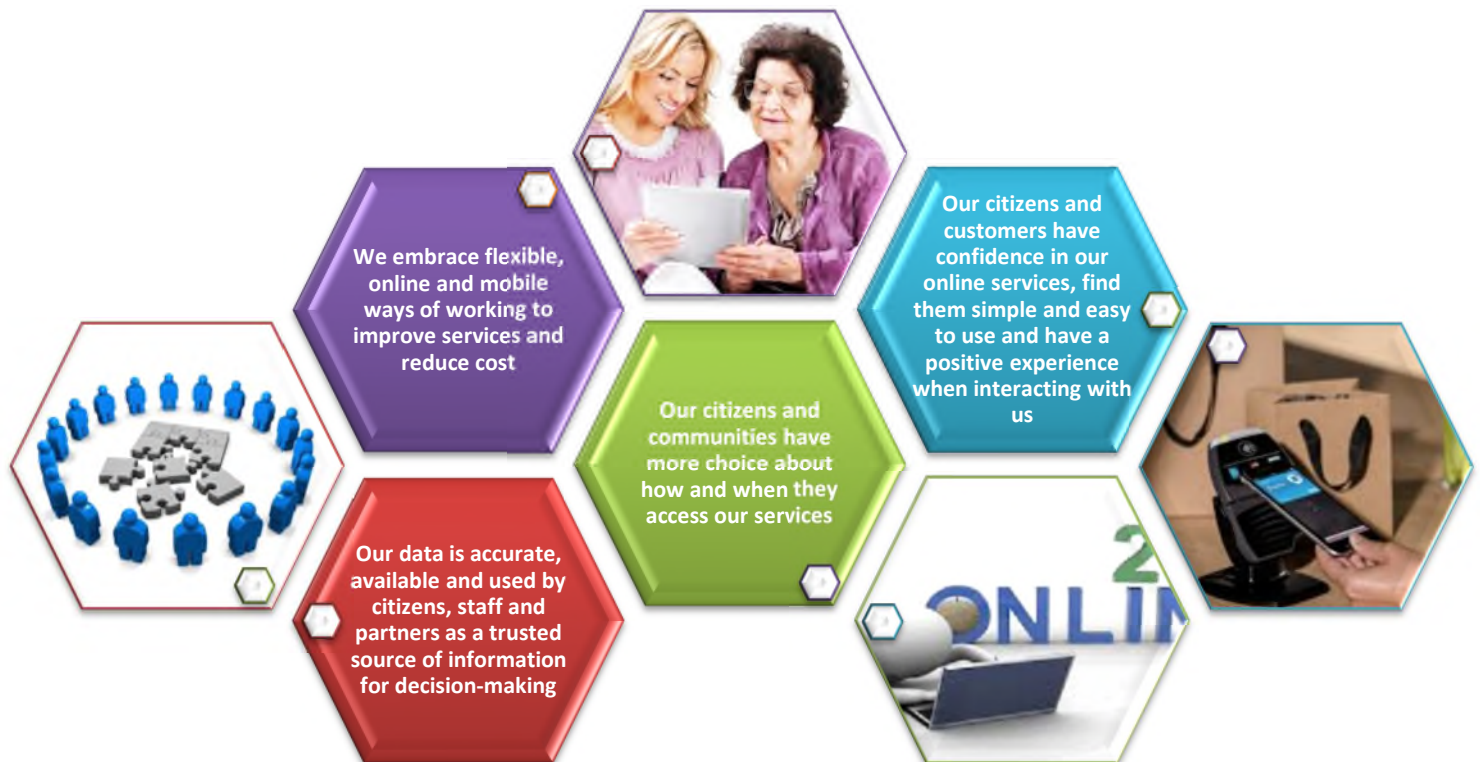 We embrace flexible,
online and mobile
ways of working to
improve services and
reduce cost
Our citizens and
customers have
confidence in our
online services, find
them simple and easy
to use and have a
positive experience
when interacting with
us
Our citizens and
communities have
more choice about
how and when they
access our services
Our data is accurate,
available and used by
citizens, staff and
partners as a trusted
source of information
for decision-making
2
ONLIN